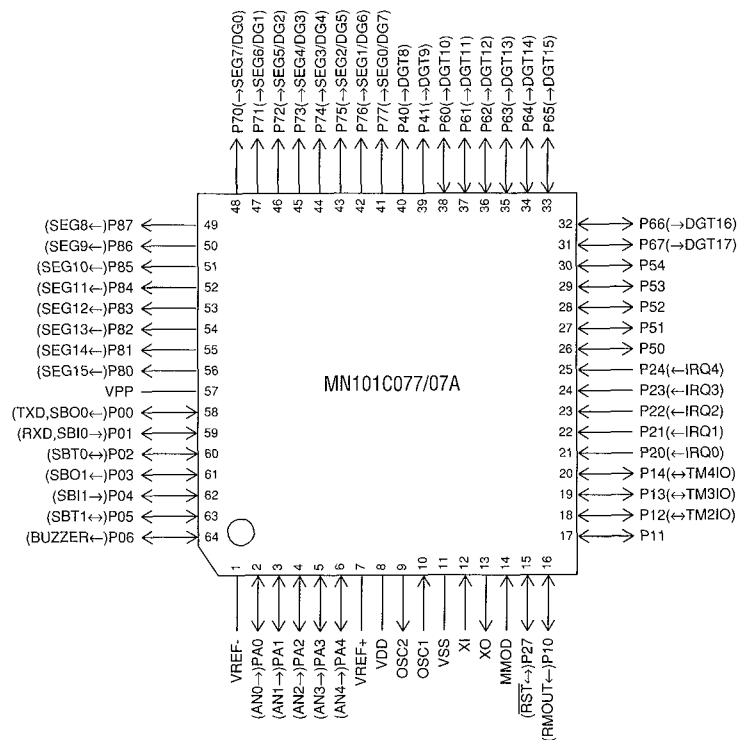 P70(→SEG7/DG0)
P71(→SEG6/DG1)
P72(→SEG5/DG2)
P73(→SEG4/DG3)
P74(→SEG3/DG4)
P75(→SEG2/DG5)
P76(→SEG1/DG6)
P77(→SEG0/DG7)
P40(→DGT8)
P41(→DGT9)
P60(→DGT10)
P61(→DGT11)
P62(→DGT12)
P63(→DGT13)
P64(→DGT14)
P65(→DGT15)
48 47 46 45 44 43 42 41 40 39 38 37 36 35 34 33
(SEG8←)P87 49
(SEG9←)P86 50
(SEG10←)P85 51
(SEG11←)P84 52
(SEG12←)P83 53
(SEG13←)P82 54
(SEG14←)P81 55
(SEG15←)P80 56
VPP 57
(TXD,SBO0←)P00 58
(RXD,SBI0→)P01 59
(SBT0↔)P02 60
(SBO1←)P03 61
(SBI1→)P04 62
(SBT1↔)P05 63
(BUZZER←)P06 64
MN101C077/07A
32 P66(→DGT16)
31 P67(→DGT17)
30 P54
29 P53
28 P52
27 P51
26 P50
25 P24(←IRQ4)
24 P23(←IRQ3)
23 P22(←IRQ2)
22 P21(←IRQ1)
21 P20(←IRQ0)
20 P14(↔TM4IO)
19 P13(↔TM3IO)
18 P12(↔TM2IO)
17 P11
1 2 3 4 5 6 7 8 9 10 11 12 13 14 15 16
VREF-
(AN0→)PA0
(AN1→)PA1
(AN2→)PA2
(AN3→)PA3
(AN4→)PA4
VREF+
VDD
OSC2
OSC1
VSS
XI
XO
MMOD
(RST↔)P27
(RMOUT←)P10